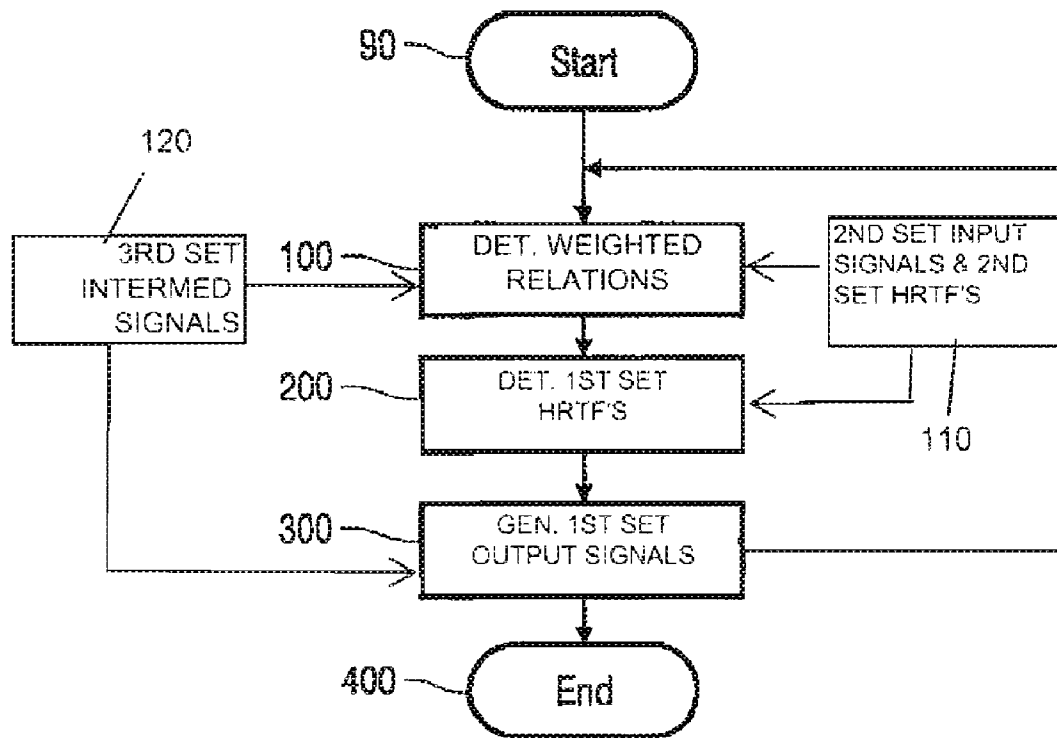 90
Start
120
3RD SET
INTERMED
SIGNALS
100
DET. WEIGHTED
RELATIONS
2ND SET INPUT
SIGNALS & 2ND
SET HRTF'S
200
DET. 1ST SET
HRTF'S
110
300
GEN. 1ST SET
OUTPUT SIGNALS
400
End